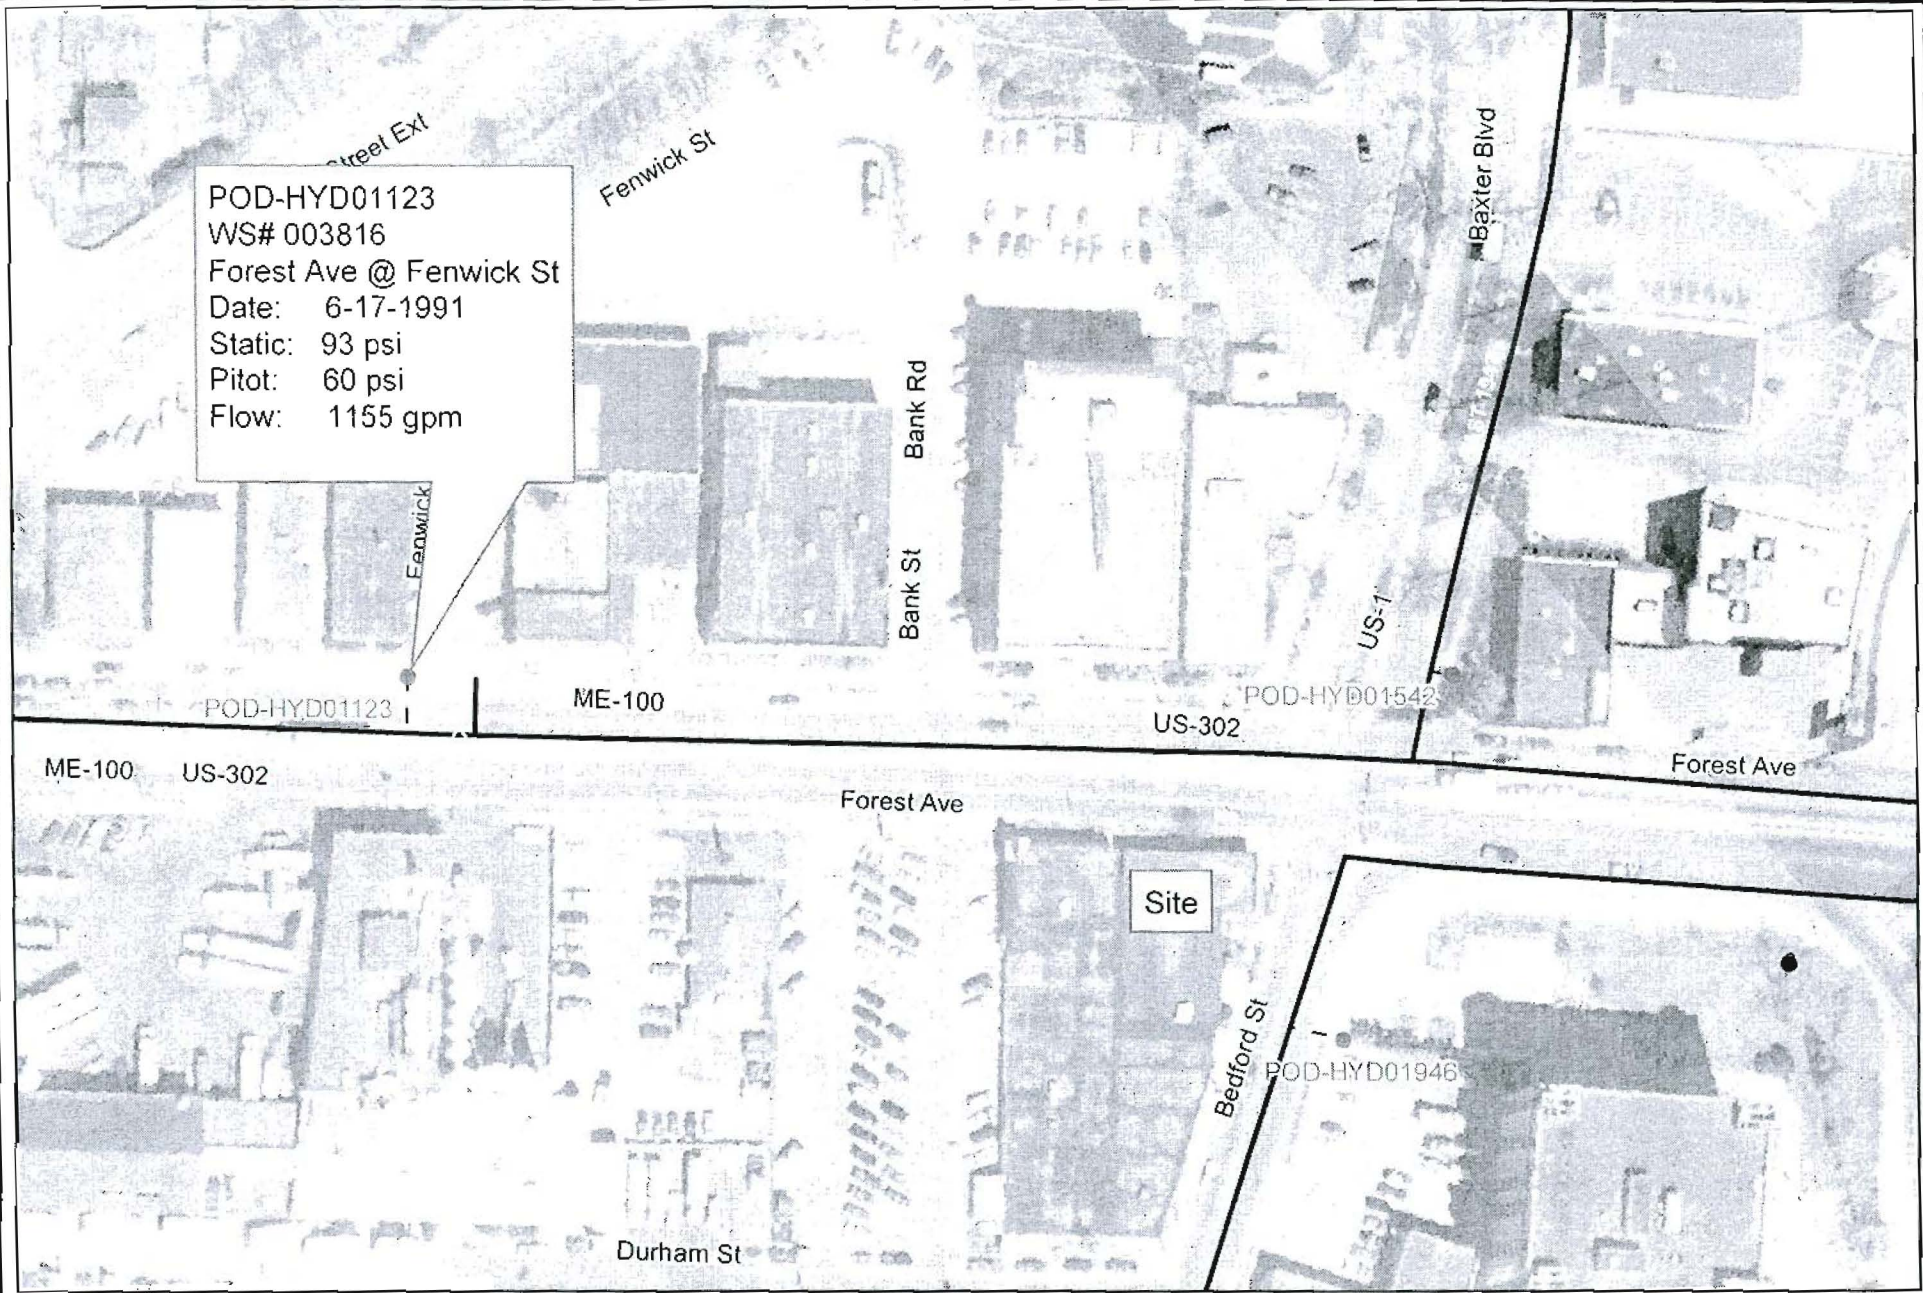 Street Ext
Fenwick St
Baxter Blvd
POD-HYD01123
WS# 003816
Forest Ave @ Fenwick St
Date: 6-17-1991
Static: 93 psi
Pitot: 60 psi
Flow: 1155 gpm
Bank Rd
Fenwick
Bank St
US-1
POD-HYD01123
ME-100
POD-HYD01542
US-302
ME-100 US-302
Forest Ave
Forest Ave
Site
Bedford St
POD-HYD01946
Durham St